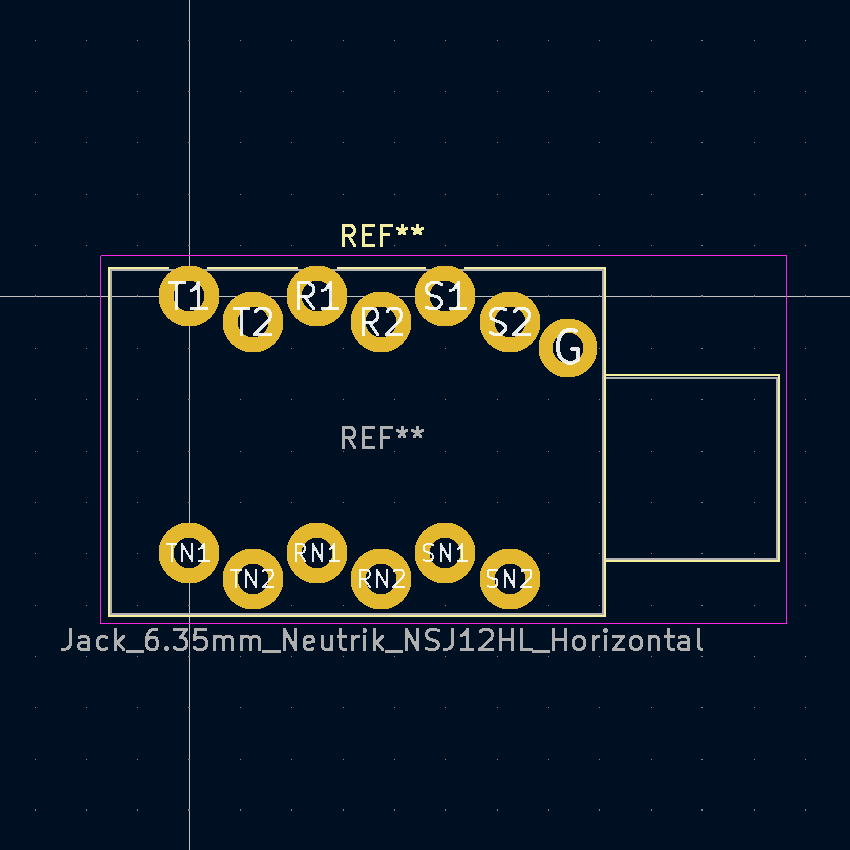 REF**
T1 R1 S1
T2 R2 S2
G
REF**
TN1 RN1 SN1
TN2 RN2 SN2
Jack_6.35mm_Neutrik_NSJ12HL_Horizontal